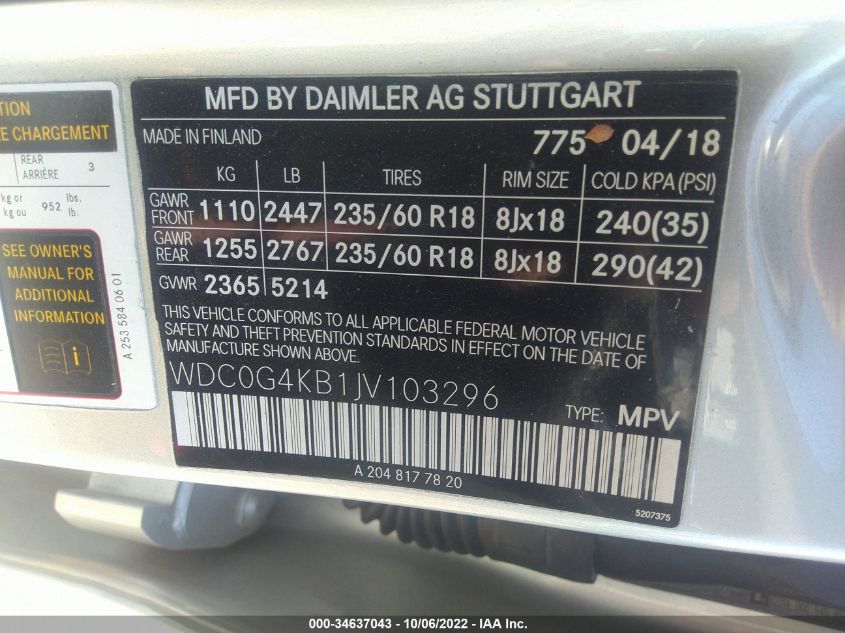 MFD BY DAIMLER AG STUTTGART
MADE IN FINLAND 775 04/18
KG LB TIRES RIM SIZE COLD KPA (PSI)
GAWR FRONT 1110 2447 235/60 R18 8Jx18 240(35)
GAWR REAR 1255 2767 235/60 R18 8Jx18 290(42)
GVWR 2365 5214
THIS VEHICLE CONFORMS TO ALL APPLICABLE FEDERAL MOTOR VEHICLE
SAFETY AND THEFT PREVENTION STANDARDS IN EFFECT ON THE DATE OF
MANUFACTURE SHOWN ABOVE.
WDC0G4KB1JV103296
TYPE: MPV
A 204 817 78 20
5207375
CHARGEMENT
REAR
ARRIÈRE 3
kg or
kg ou 952 lbs.
lb.
SEE OWNER'S
MANUAL FOR
ADDITIONAL
INFORMATION
A 253 584 06 01
000-34637043 - 10/06/2022 - IAA Inc.